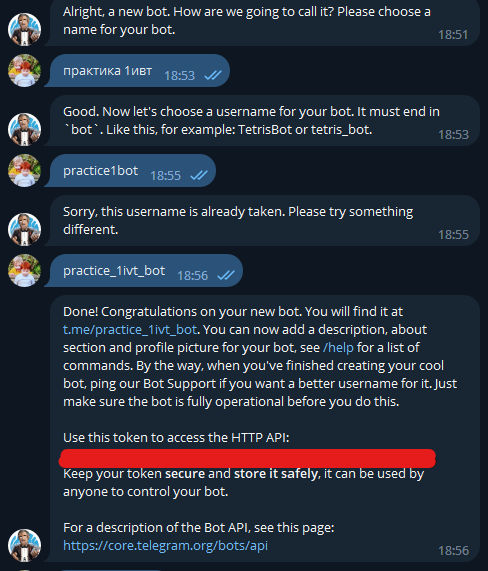 Alright, a new bot. How are we going to call it? Please choose a
name for your bot.
18:51
практика 1ивт
18:53
Good. Now let's choose a username for your bot. It must end in
`bot`. Like this, for example: TetrisBot or tetris_bot.
18:53
practice1bot
18:55
Sorry, this username is already taken. Please try something
different.
18:55
practice_1ivt_bot
18:56
Done! Congratulations on your new bot. You will find it at
t.me/practice_1ivt_bot. You can now add a description, about
section and profile picture for your bot, see /help for a list of
commands. By the way, when you've finished creating your cool
bot, ping our Bot Support if you want a better username for it. Just
make sure the bot is fully operational before you do this.
Use this token to access the HTTP API:
Keep your token secure and store it safely, it can be used by
anyone to control your bot.
For a description of the Bot API, see this page:
https://core.telegram.org/bots/api
18:56